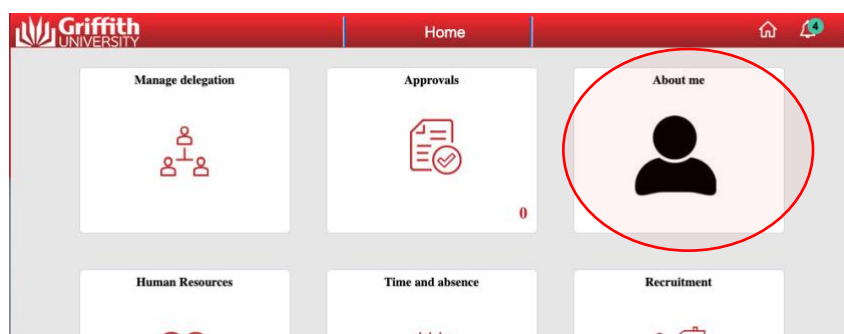 Griffith
UNIVERSITY
Home
4
Manage delegation
Approvals
About me
0
Human Resources
Time and absence
Recruitment